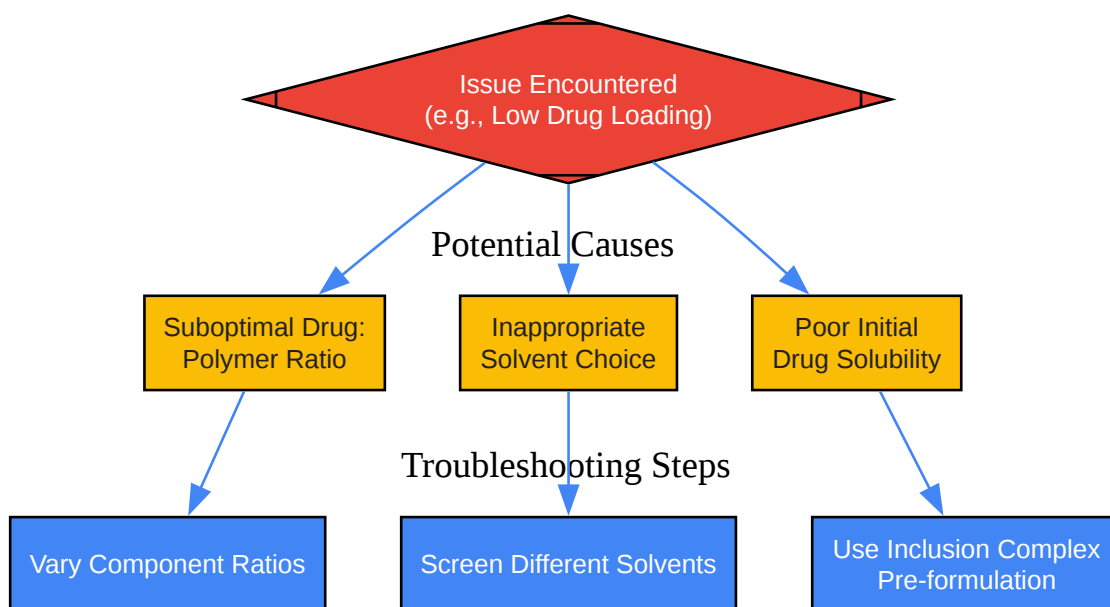 Issue Encountered
(e.g., Low Drug Loading)
Potential Causes
Suboptimal Drug:
Polymer Ratio
Inappropriate
Solvent Choice
Poor Initial
Drug Solubility
Troubleshooting Steps
Vary Component Ratios
Screen Different Solvents
Use Inclusion Complex
Pre-formulation